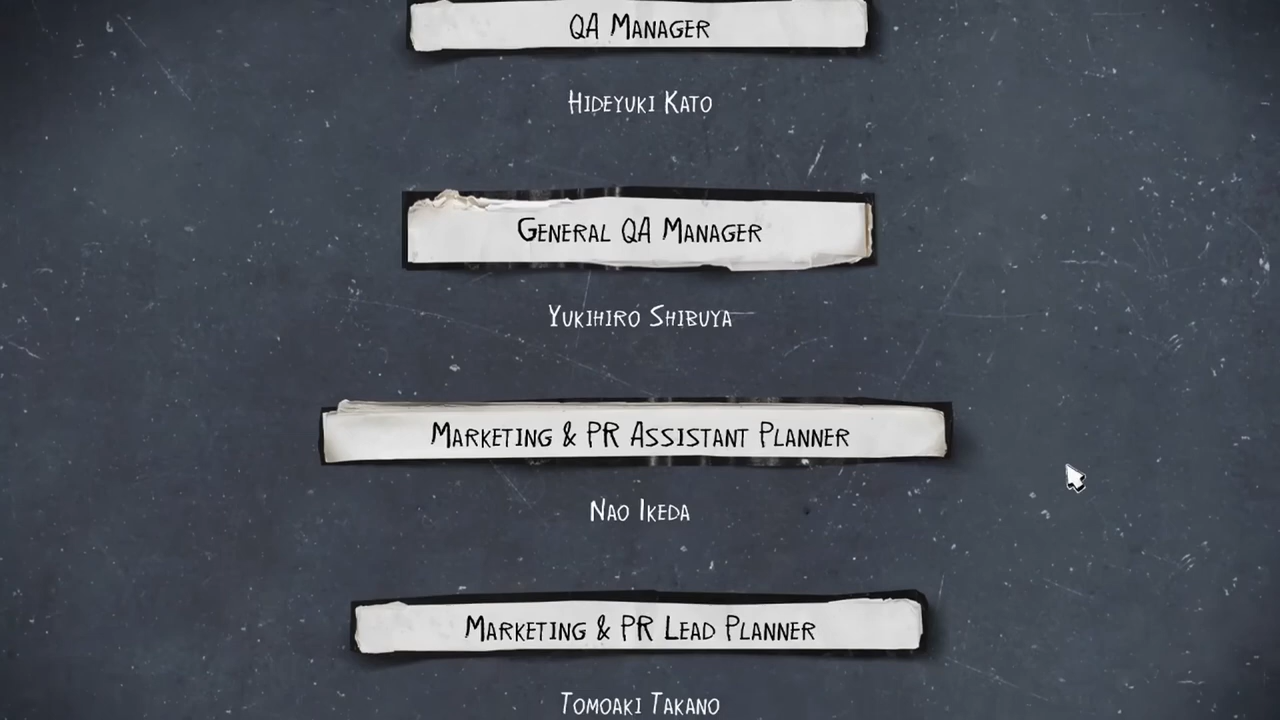 QA Manager
Hideyuki Kato
General QA Manager
Yukihiro Shibuya
Marketing & PR Assistant Planner
Nao Ikeda
Marketing & PR Lead Planner
Tomoaki Takano